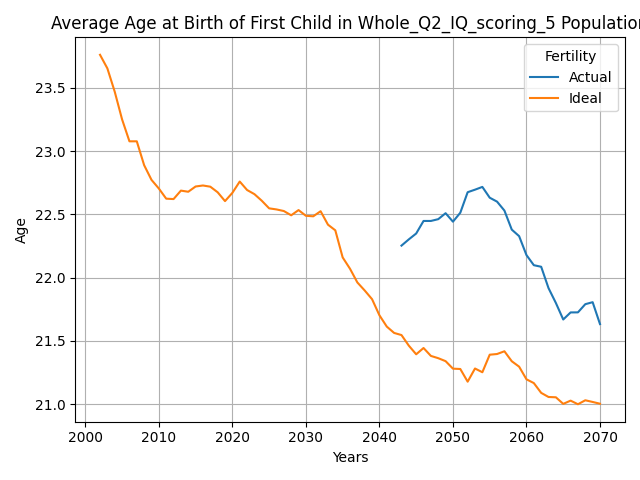 Average Age at Birth of First Child in Whole_Q2_IQ_scoring_5 Population
Fertility
Actual
Ideal
Age
23.5
23.0
22.5
22.0
21.5
21.0
2000 2010 2020 2030 2040 2050 2060 2070
Years